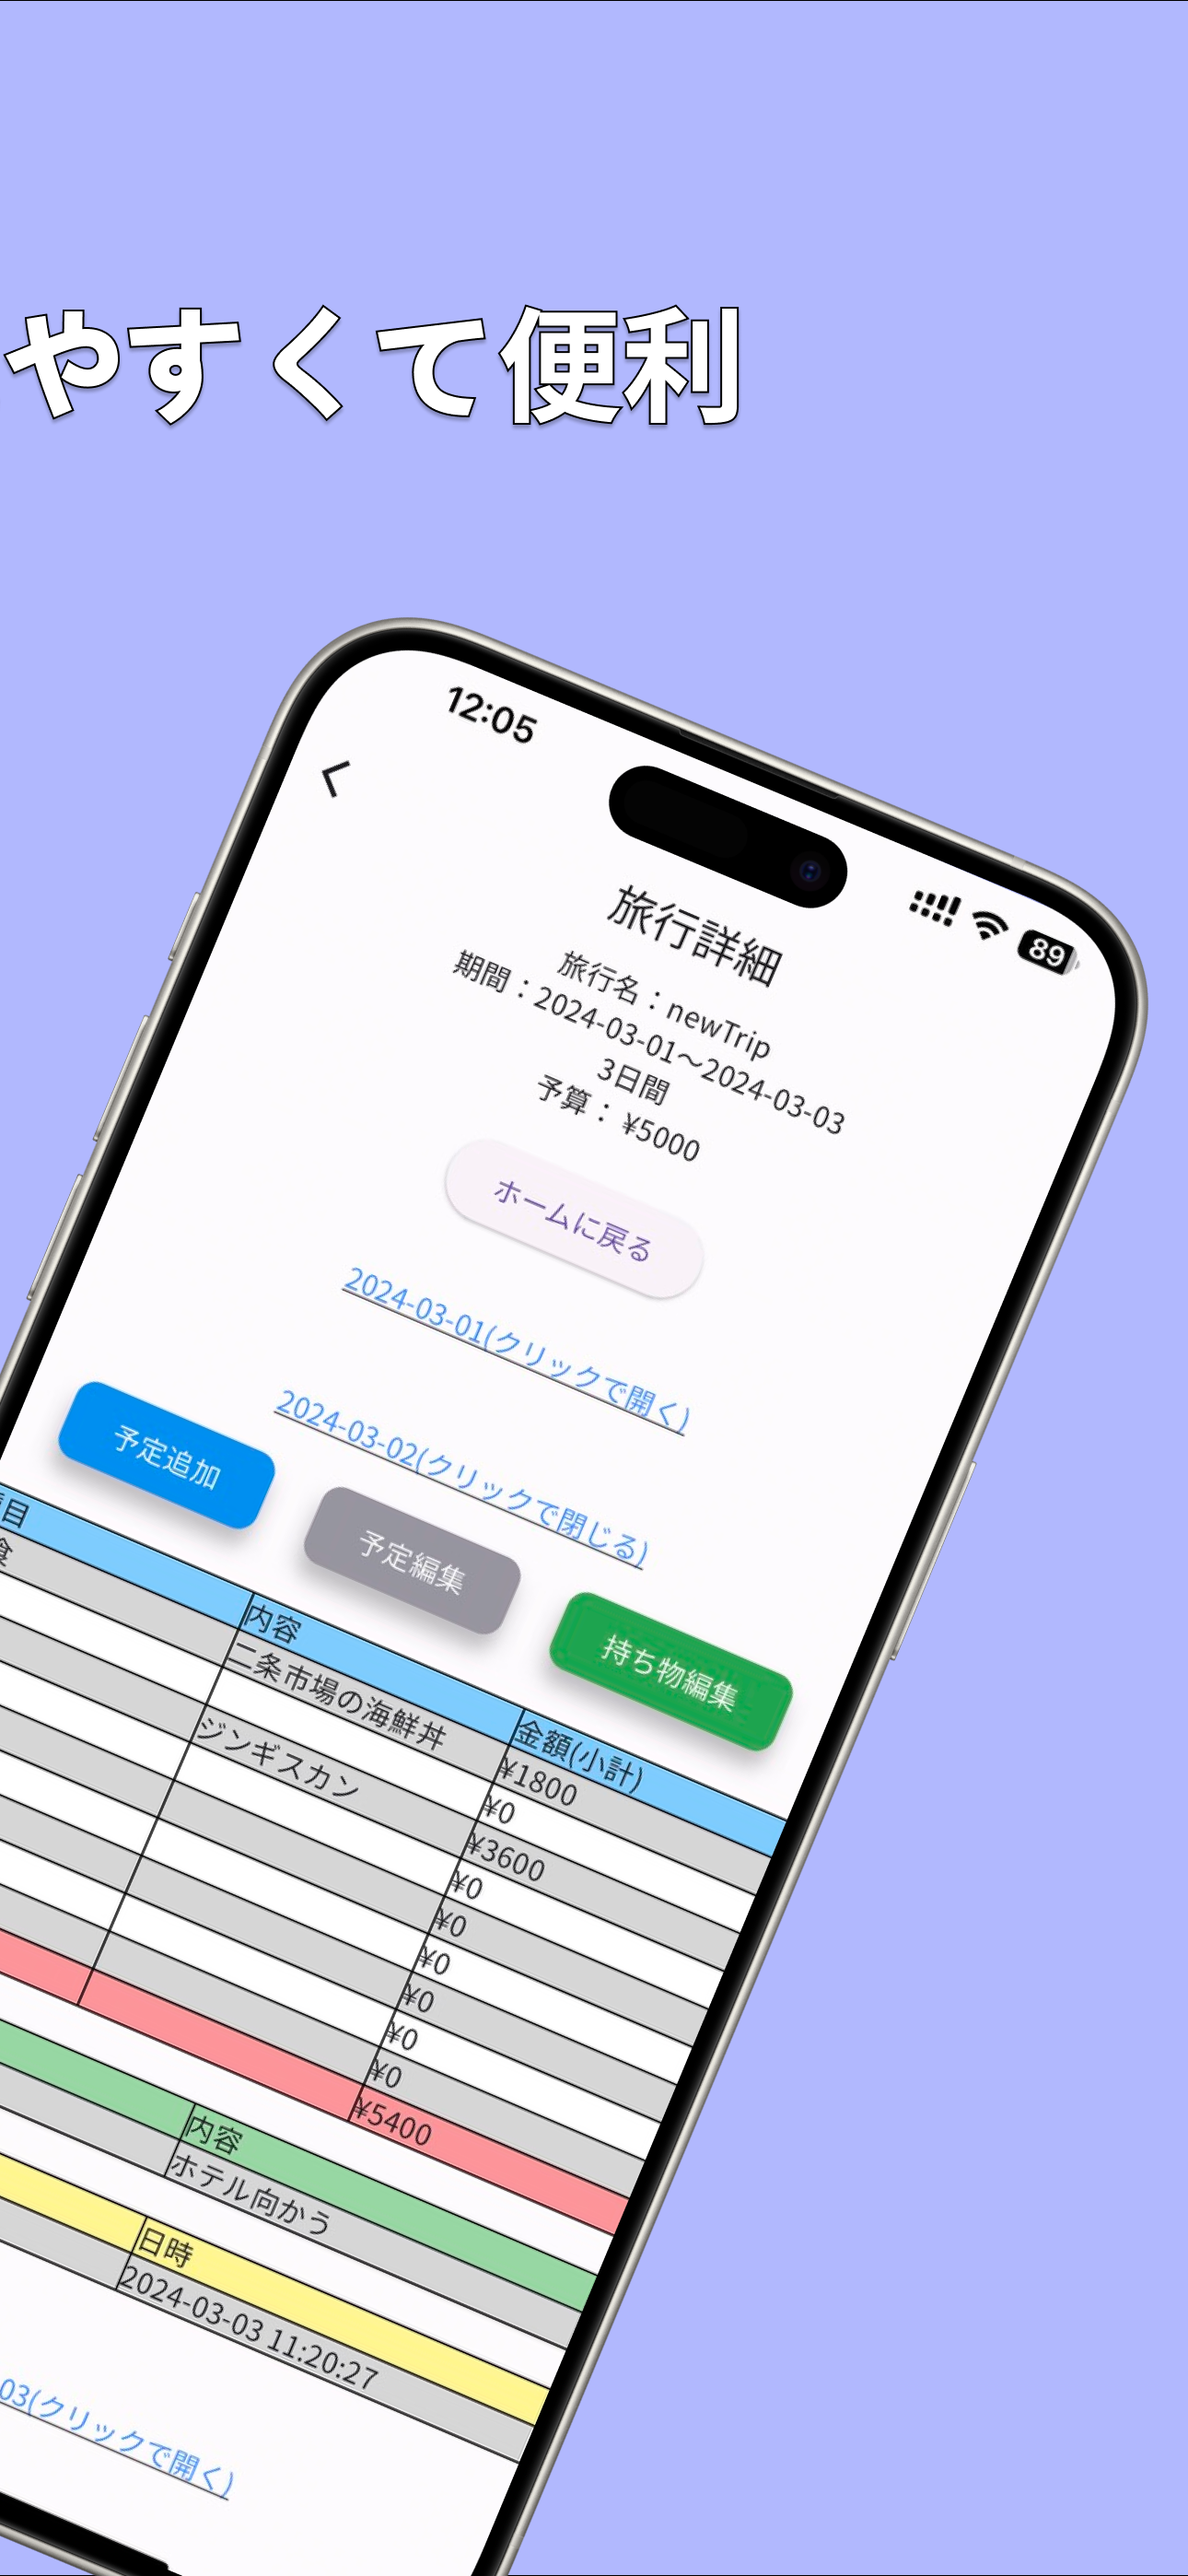 やすくて便利
12:05
89
旅行詳細
旅行名：newTrip
期間：2024-03-01〜2024-03-03
3日間
予算： ¥5000
ホームに戻る
2024-03-01(クリックで開く)
2024-03-02(クリックで閉じる)
予定追加
予定編集
持ち物編集
目 内容 金額(小計)
食 二条市場の海鮮丼 ¥1800
¥0
ジンギスカン ¥3600
¥0
¥0
¥0
¥0
¥0
¥0
¥5400
内容
ホテル向かう
日時
2024-03-03 11:20:27
03(クリックで開く)